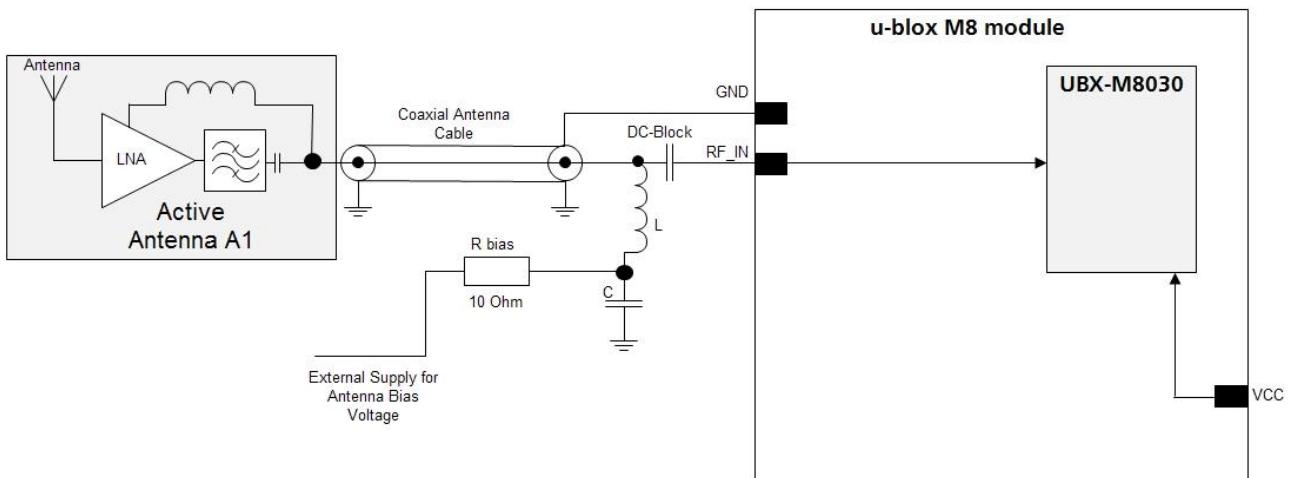 u-blox M8 module
Antenna
UBX-M8030
GND
Coaxial Antenna
Cable
DC-Block
RF_IN
LNA
Active
Antenna A1
L
R bias
C
10 Ohm
External Supply for
Antenna Bias
Voltage
VCC